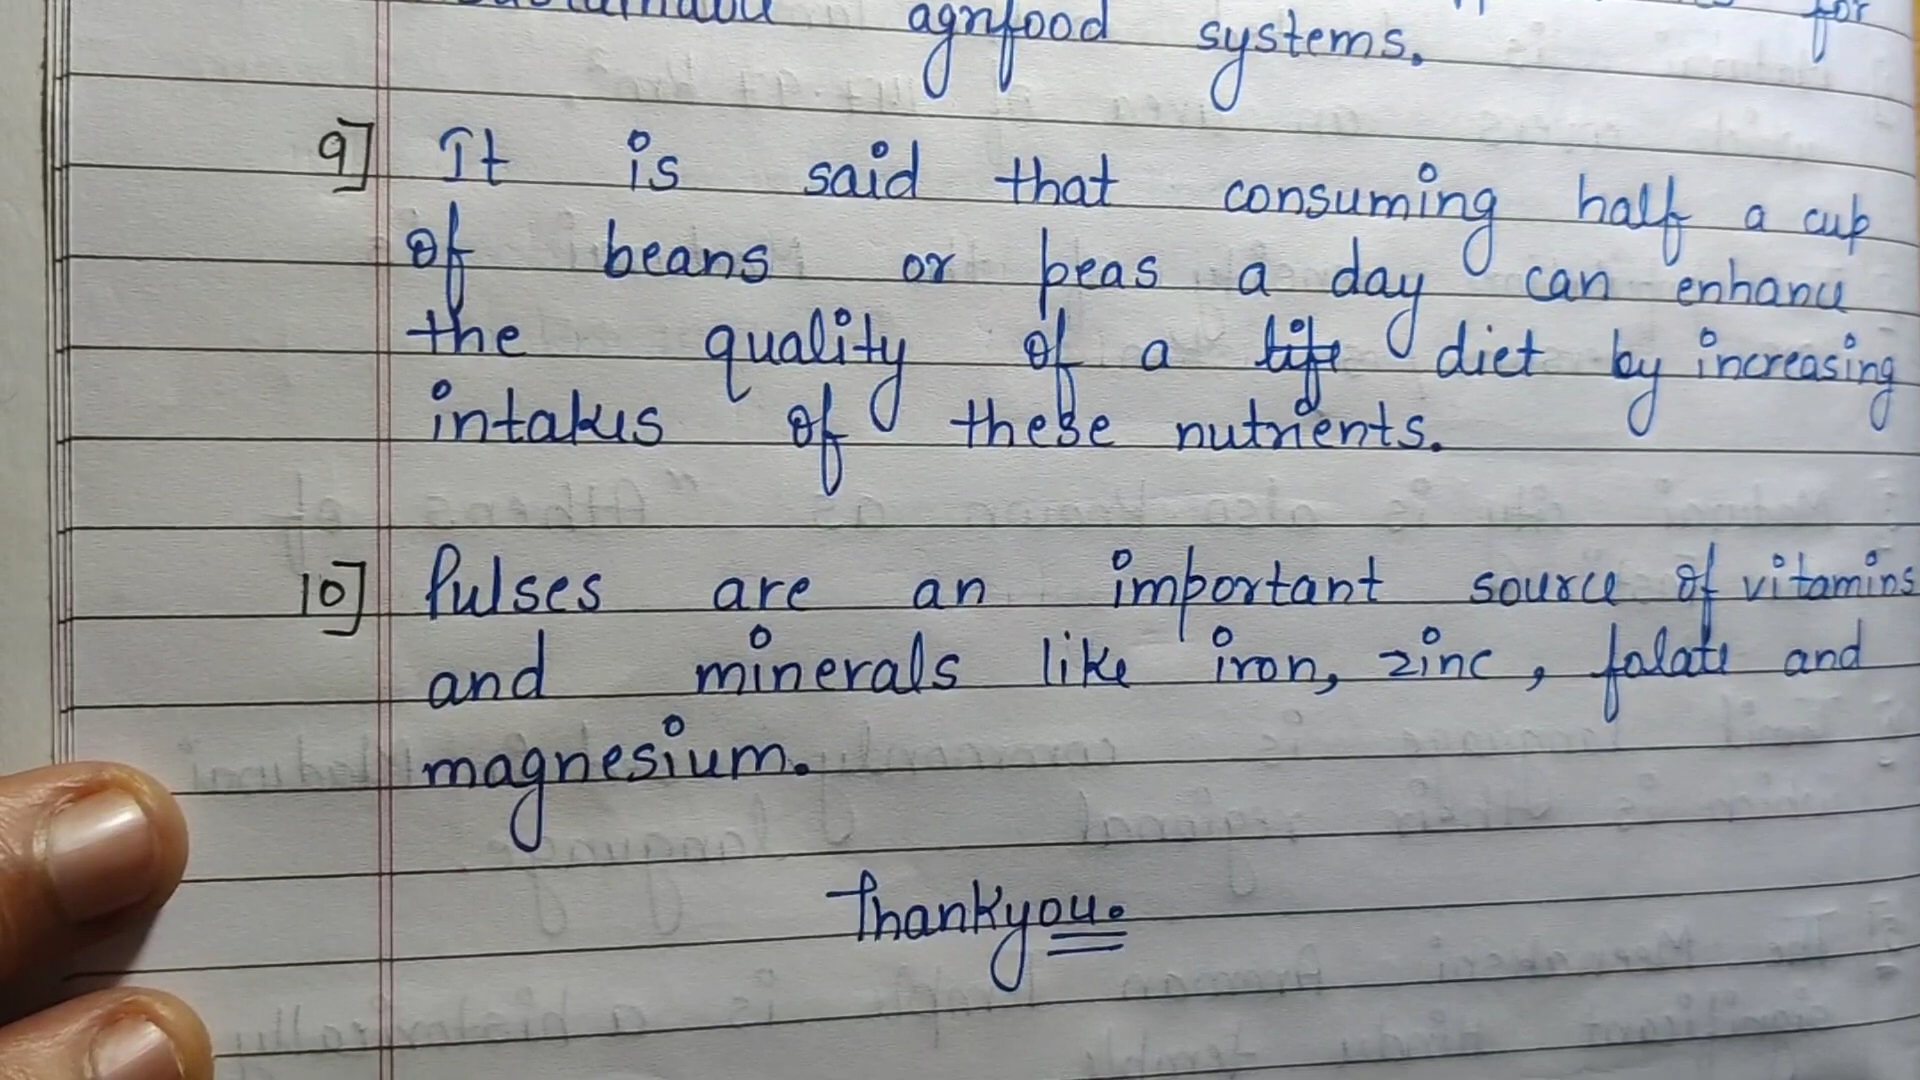 agrifood systems. for
9] It is said that consuming half a cup
of beans or peas a day can enhance
the quality of a life diet by increasing
intakes of these nutrients.
10] Pulses are an important source of vitamins
and minerals like iron, zinc, folate and
magnesium.
Thankyou.